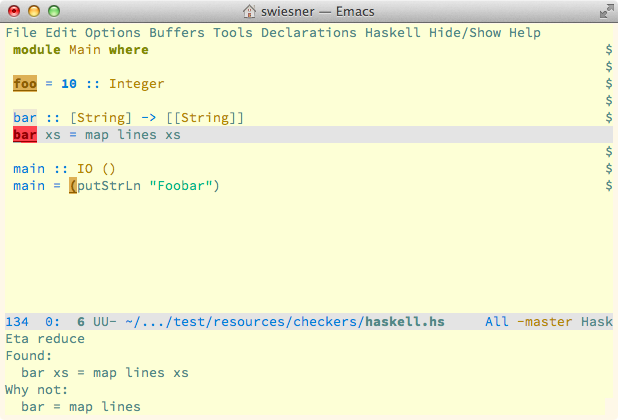 swiesner — Emacs
File Edit Options Buffers Tools Declarations Haskell Hide/Show Help
module Main where $
$
foo = 10 :: Integer $
$
bar :: [String] -> [[String]] $
bar xs = map lines xs
$
main :: IO () $
main = (putStrLn "Foobar") $
134 0: 6 UU- ~/.../test/resources/checkers/haskell.hs All -master Hask
Eta reduce
Found:
bar xs = map lines xs
Why not:
bar = map lines